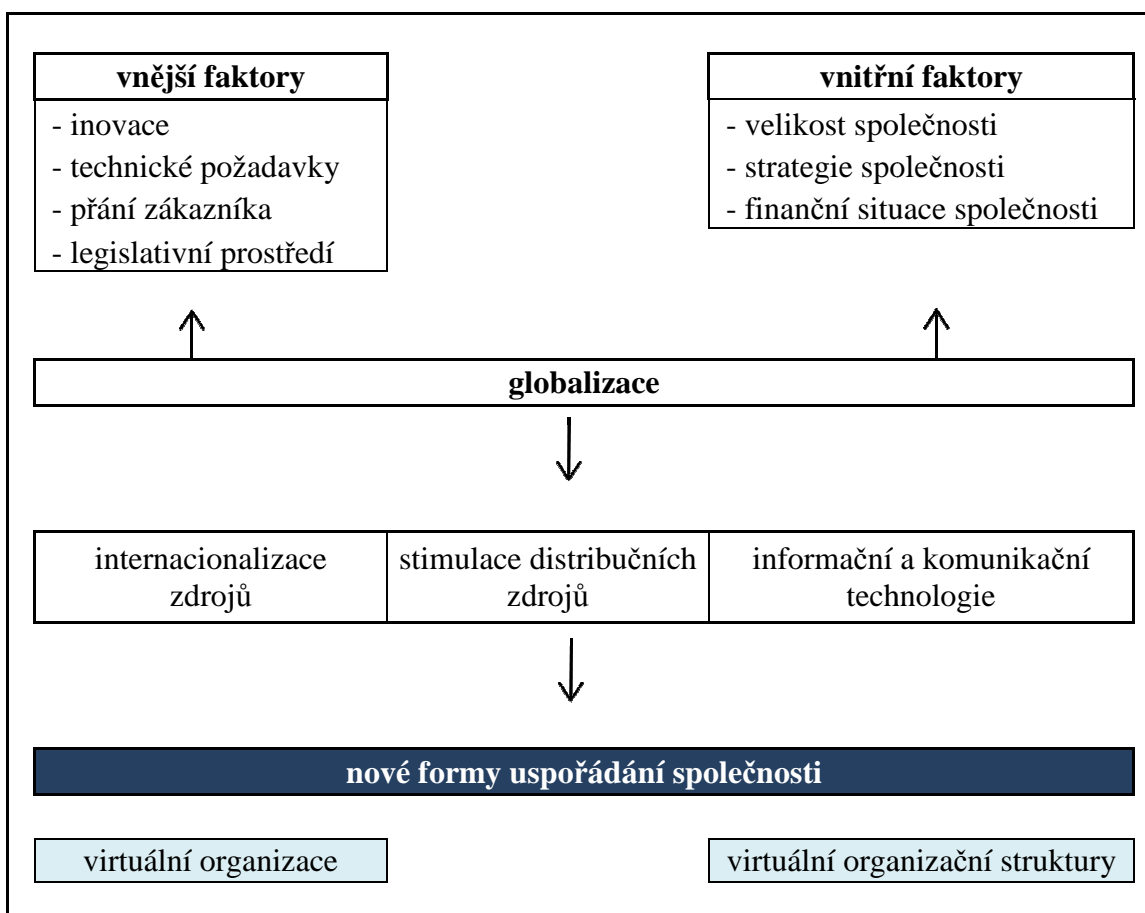 vnější faktory
- inovace
- technické požadavky
- přání zákazníka
- legislativní prostředí
vnitřní faktory
- velikost společnosti
- strategie společnosti
- finanční situace společnosti
globalizace
internacionalizace
zdrojů
stimulace distribučních
zdrojů
informační a komunikační
technologie
nové formy uspořádání společnosti
virtuální organizace
virtuální organizační struktury